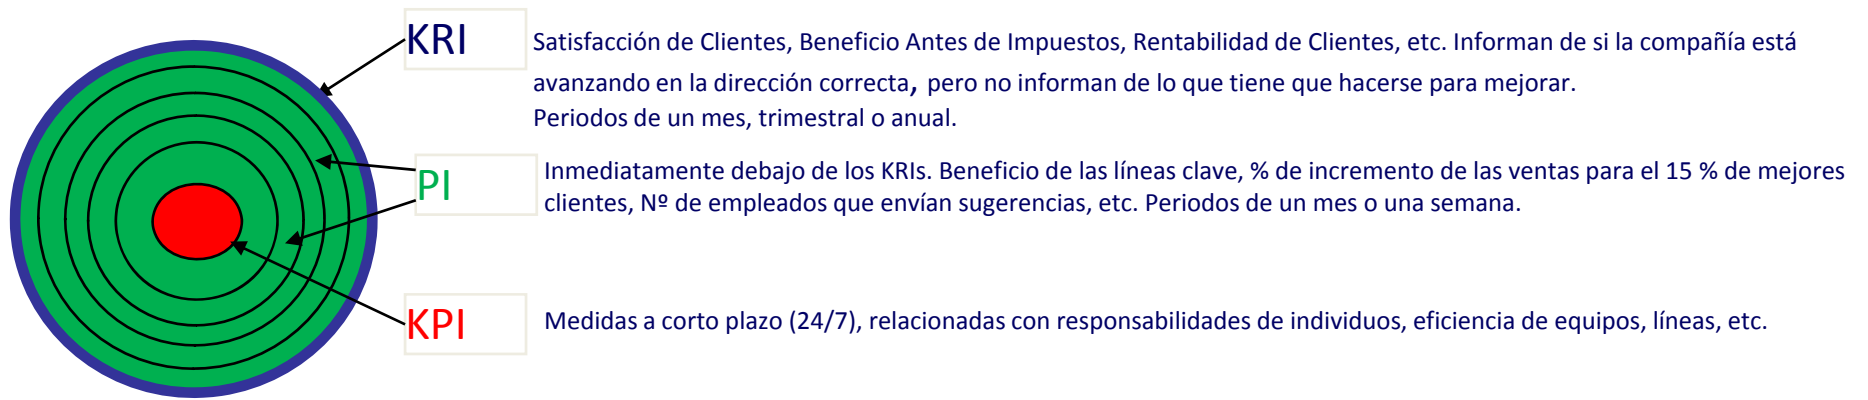 KRI
Satisfacción de Clientes, Beneficio Antes de Impuestos, Rentabilidad de Clientes, etc. Informan de si la compañía está
avanzando en la dirección correcta, pero no informan de lo que tiene que hacerse para mejorar.
Periodos de un mes, trimestral o anual.
PI
Inmediatamente debajo de los KRIs. Beneficio de las líneas clave, % de incremento de las ventas para el 15 % de mejores
clientes, Nº de empleados que envían sugerencias, etc. Periodos de un mes o una semana.
KPI
Medidas a corto plazo (24/7), relacionadas con responsabilidades de individuos, eficiencia de equipos, líneas, etc.